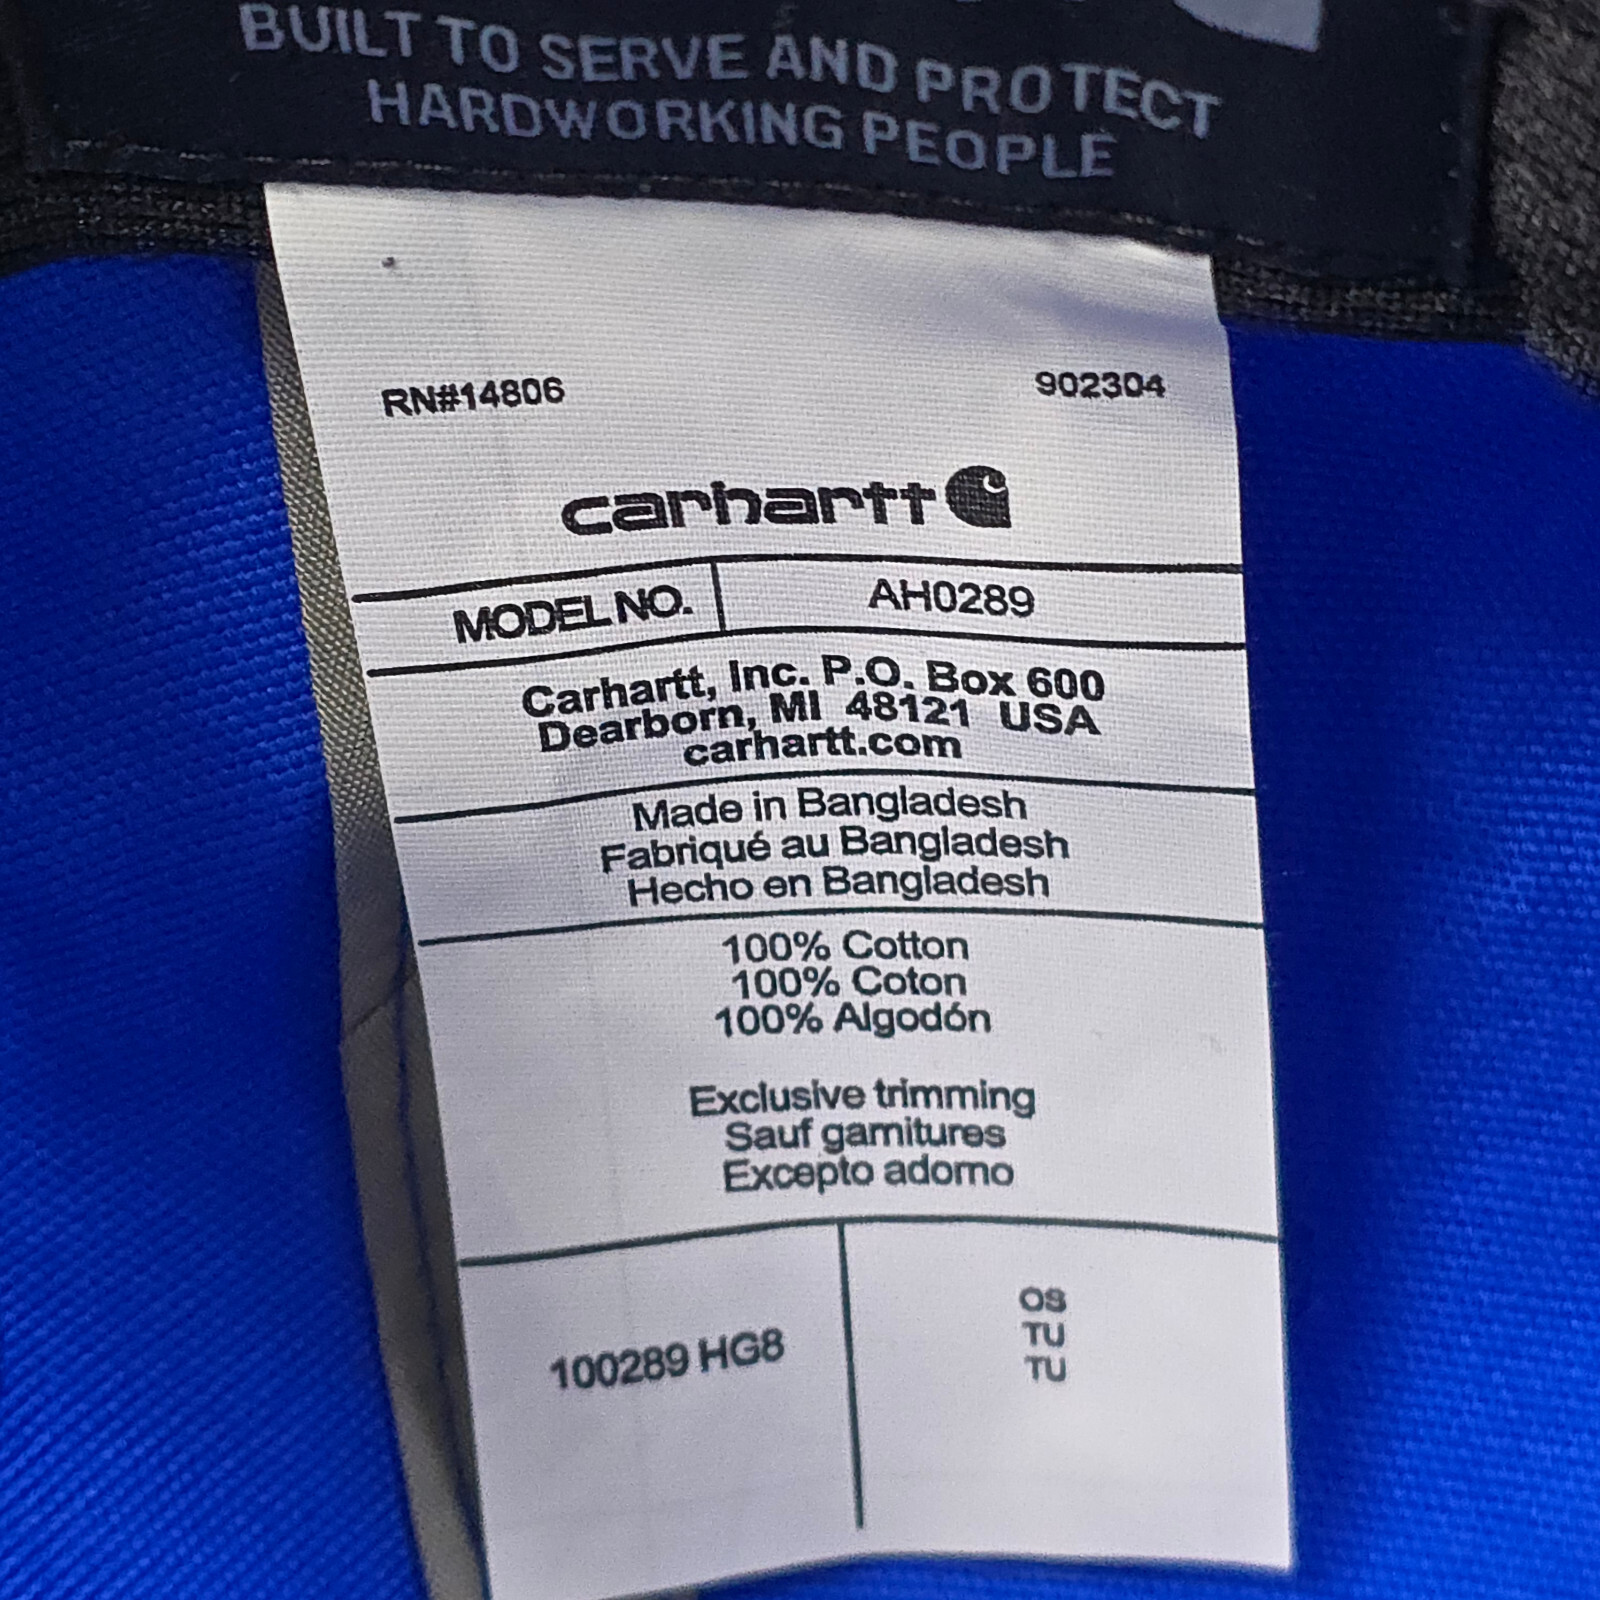 BUILT TO SERVE AND PROTECT
HARDWORKING PEOPLE
RN#14806
902304
carhartt
MODEL NO.
AH0289
Carhartt, Inc. P.O. Box 600
Dearborn, MI 48121 USA
carhartt.com
Made in Bangladesh
Fabriqué au Bangladesh
Hecho en Bangladesh
100% Cotton
100% Coton
100% Algodón
Exclusive trimming
Sauf garnitures
Excepto adorno
100289 HG8
OS
TU
TU